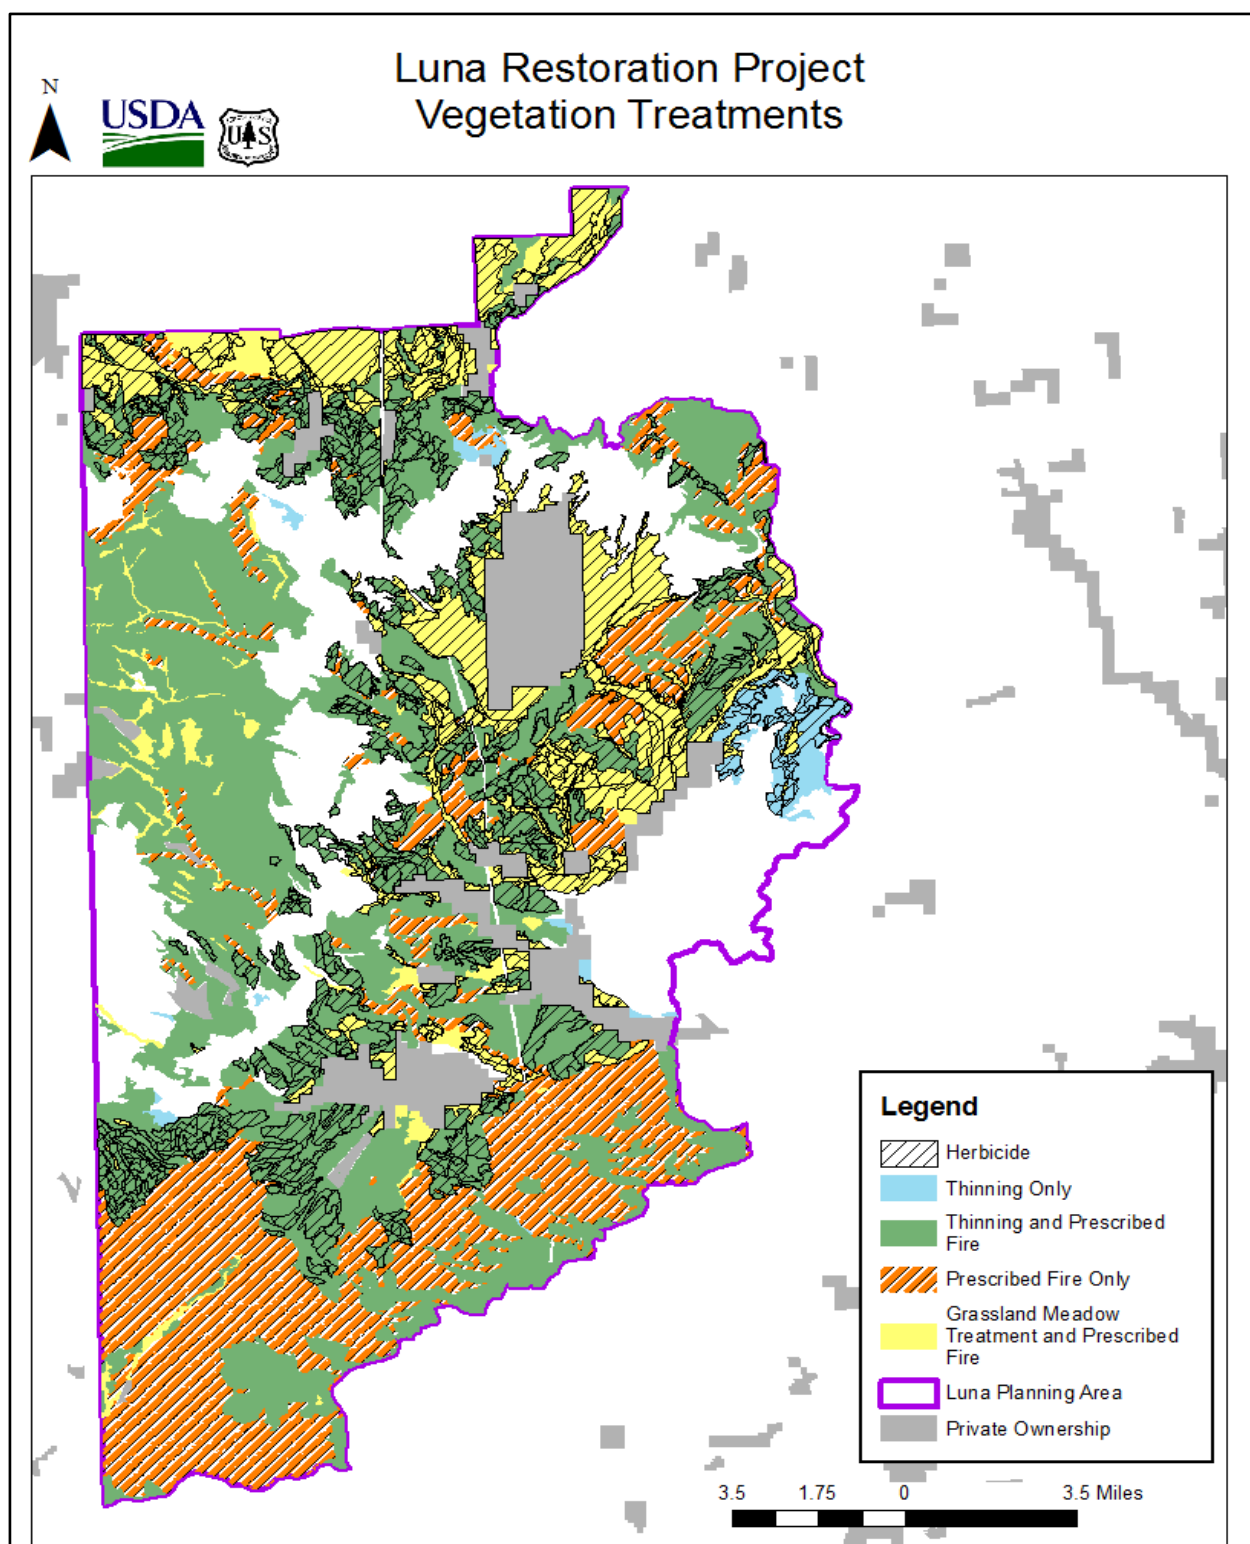 Luna Restoration Project
Vegetation Treatments
N
USDA
U S
Legend
Herbicide
Thinning Only
Thinning and Prescribed
Fire
Prescribed Fire Only
Grassland Meadow
Treatment and Prescribed
Fire
Luna Planning Area
Private Ownership
3.5 1.75 0 3.5 Miles